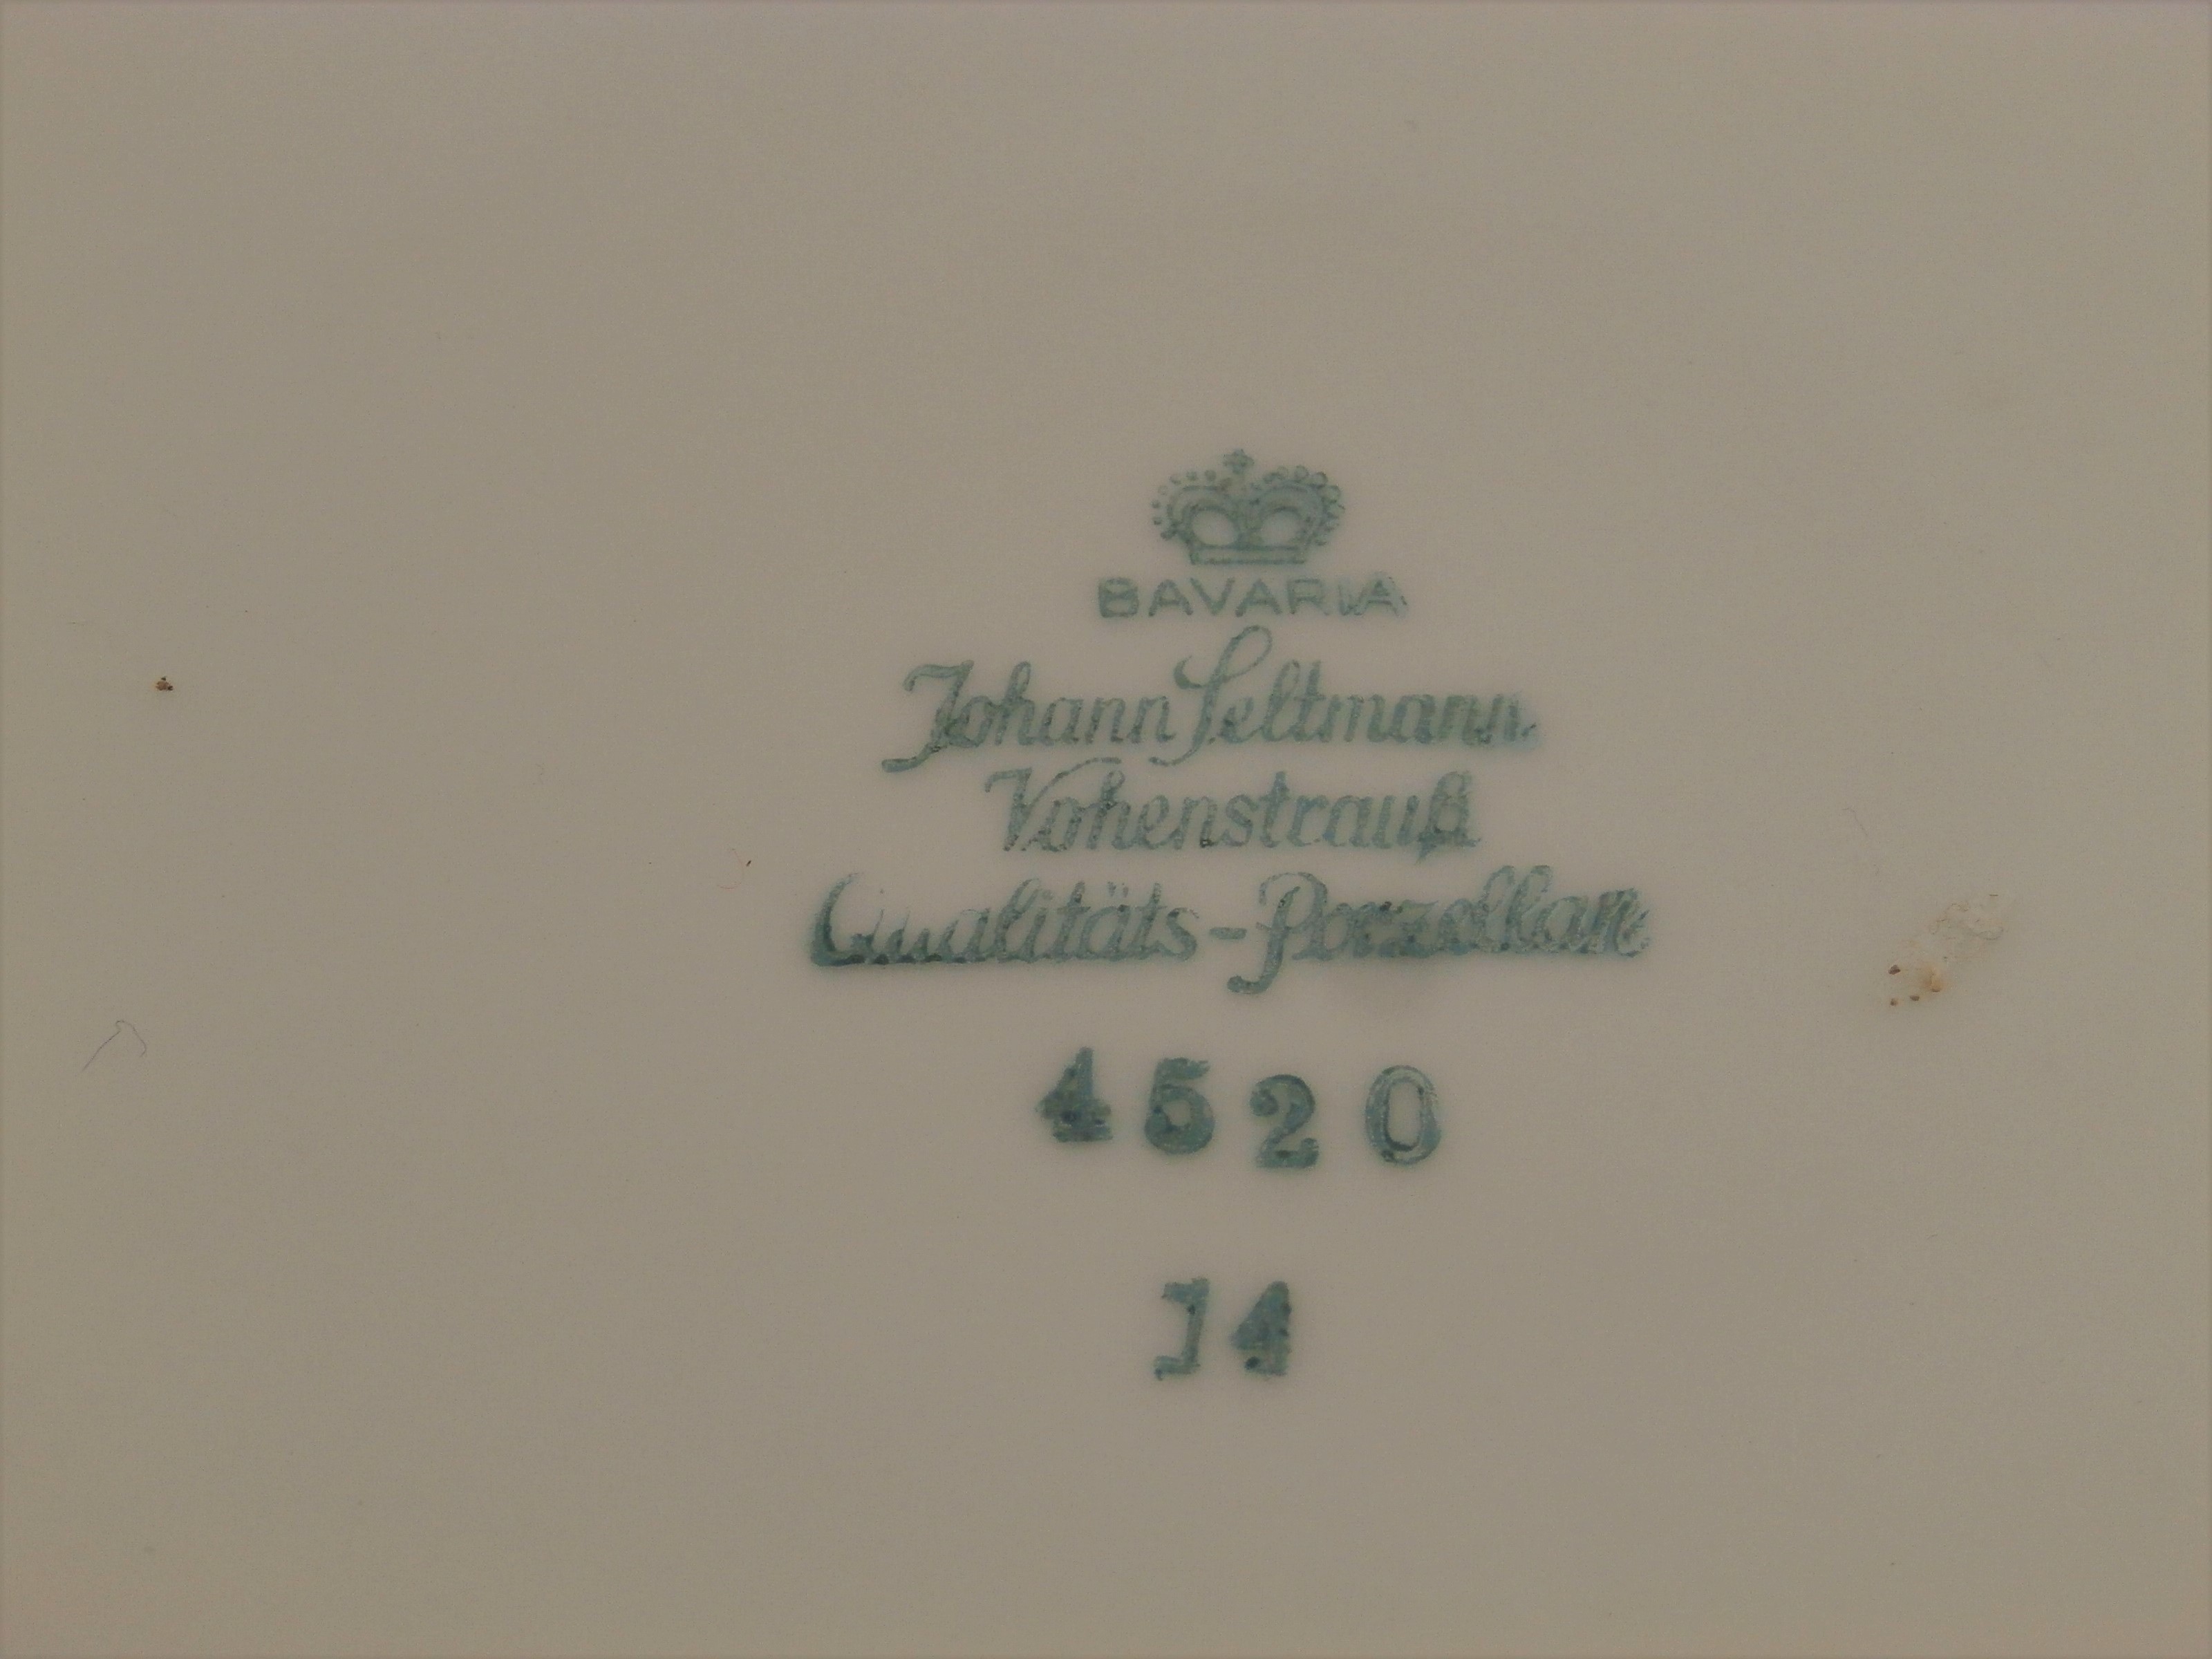 BAVARIA
Johann Seltmann
Vohenstrauß
Qualitäts-Porzellan
4520
14